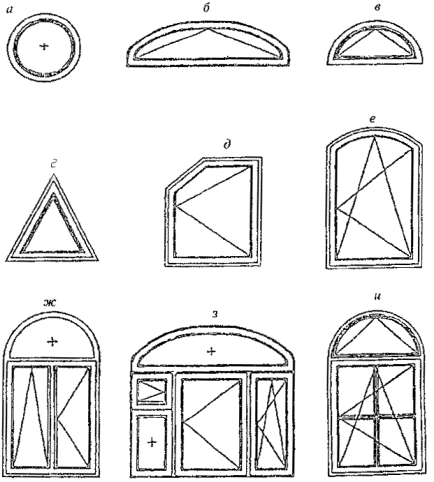 а б в
г д е
ж з и